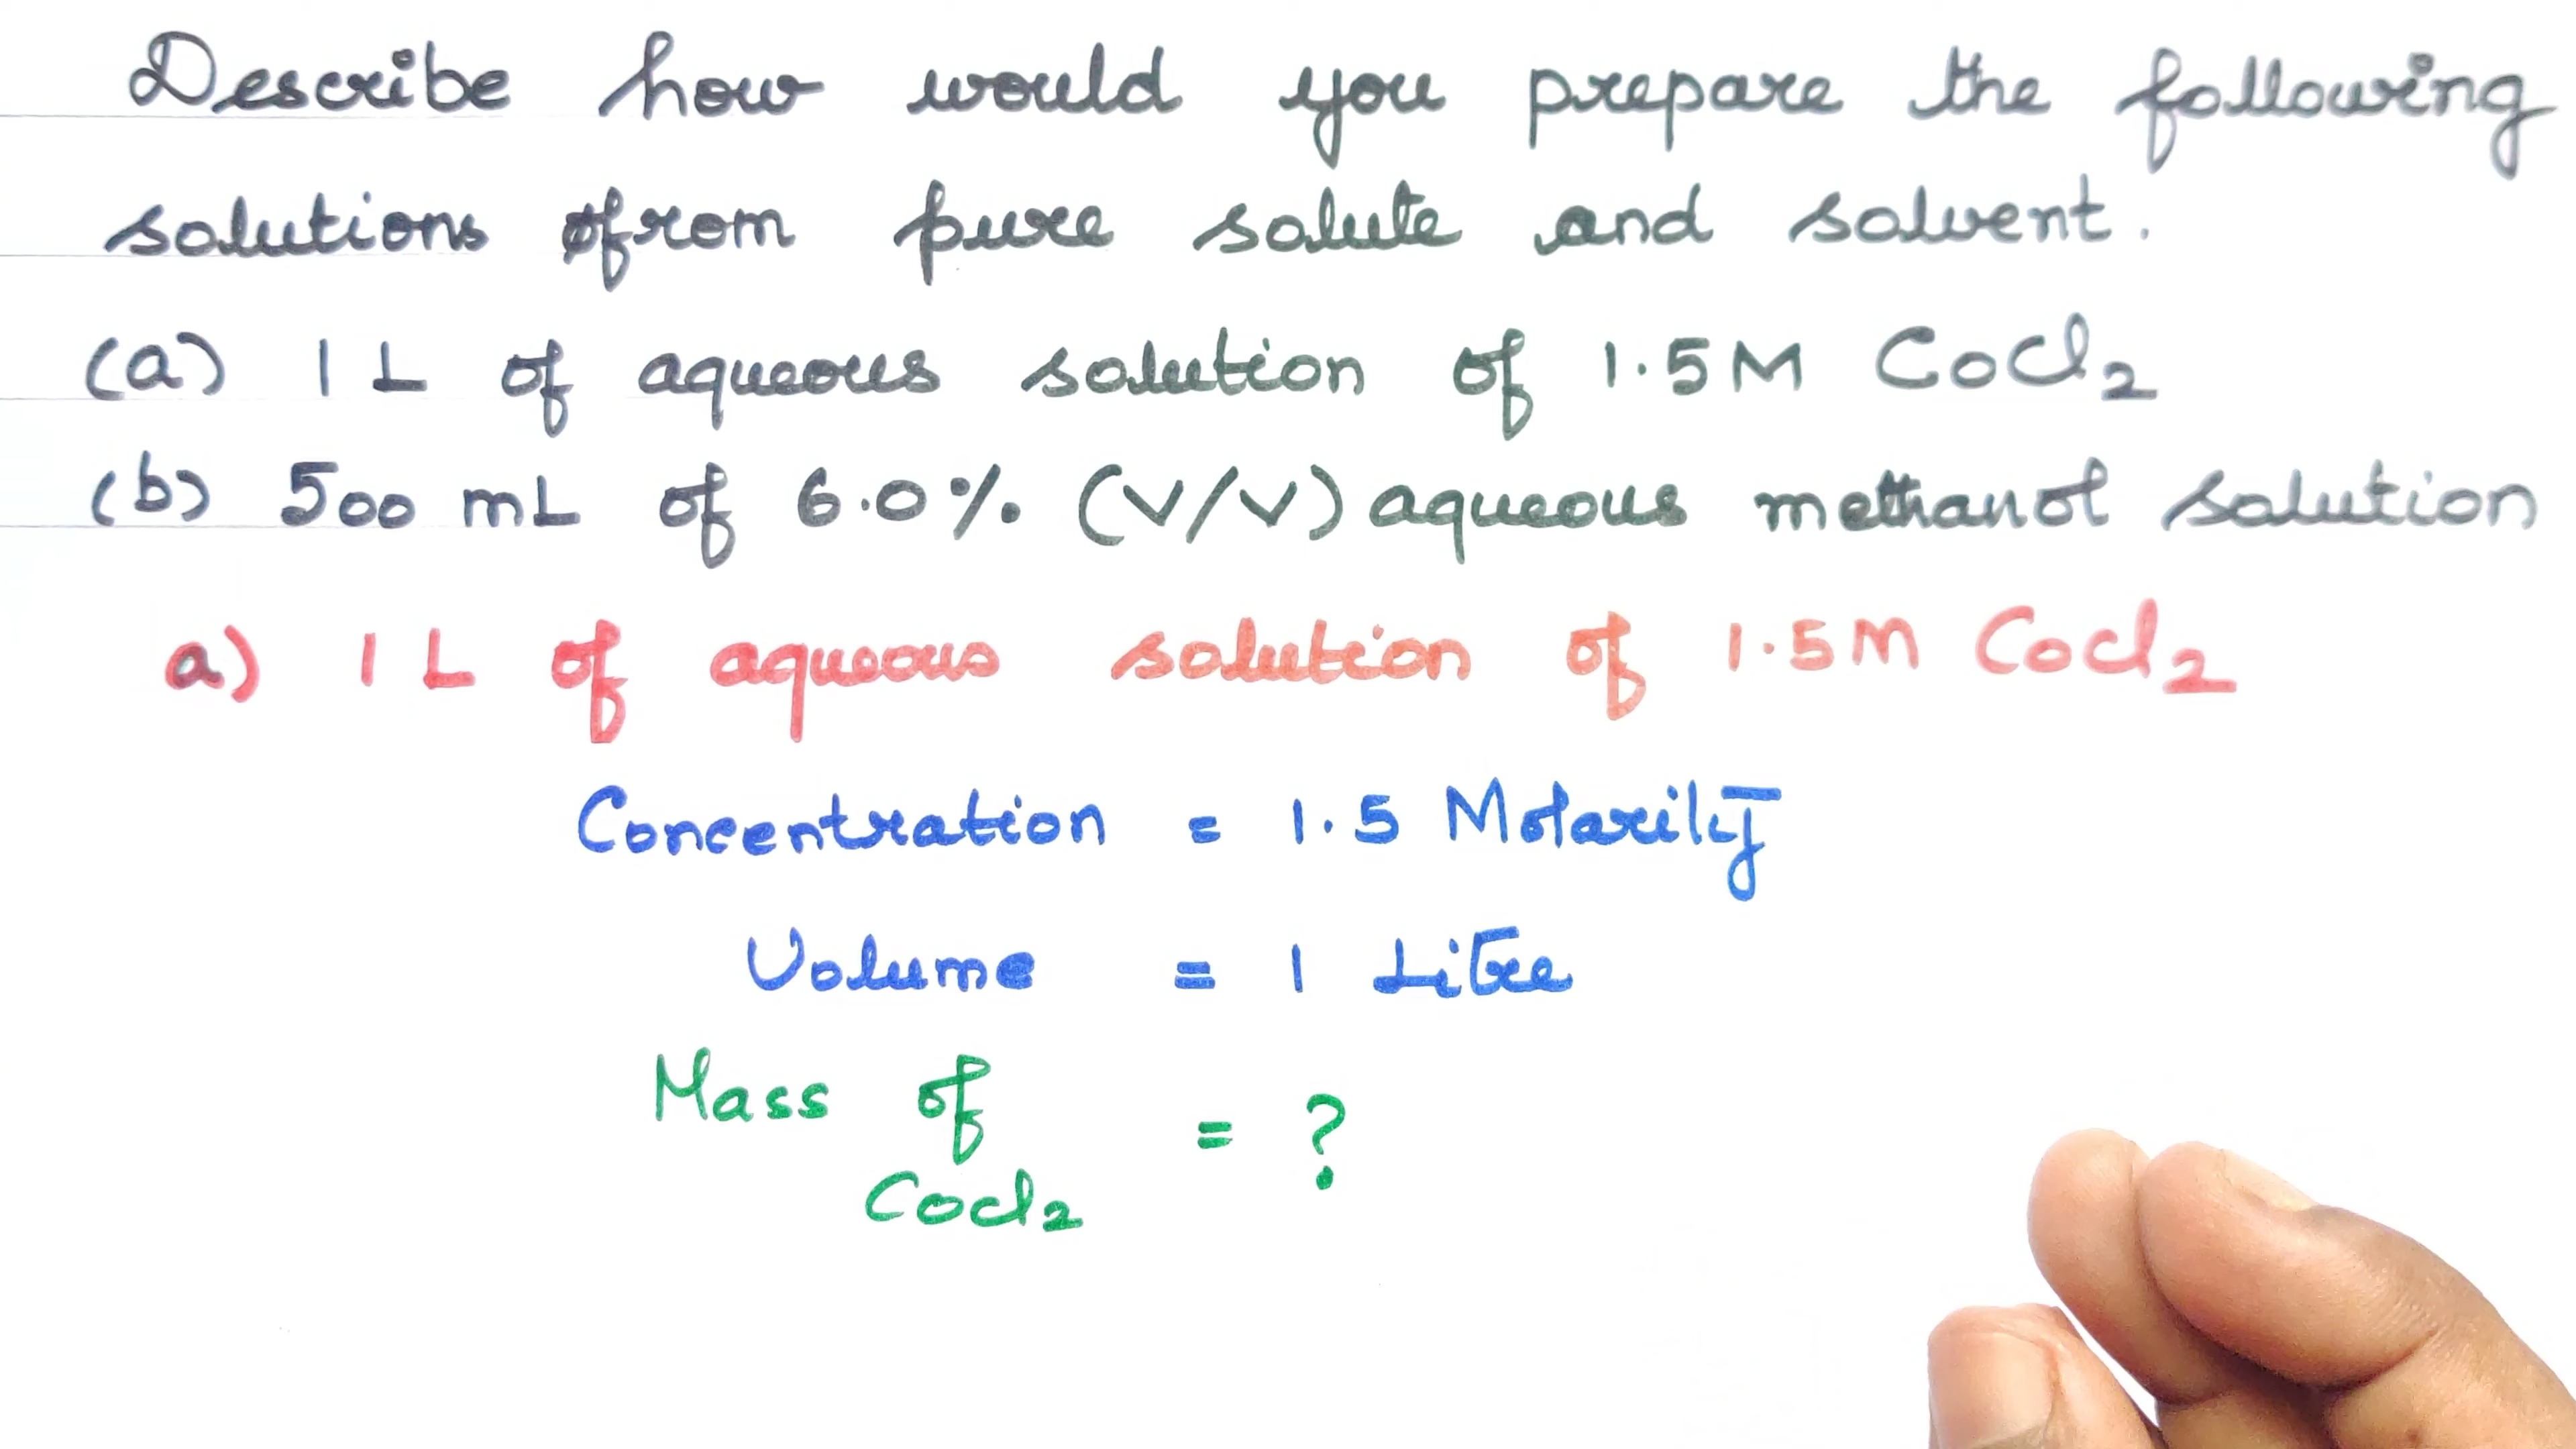 Describe how would you prepare the following
solutions from pure solute and solvent.
(a) 1 L of aqueous solution of 1.5M CoCl2
(b) 500 mL of 6.0% (V/V) aqueous methanol solution
a) 1 L of aqueous solution of 1.5M Cocl2
Concentration = 1.5 Molarity
Volume = 1 Litre
Mass of
Cocl2 = ?